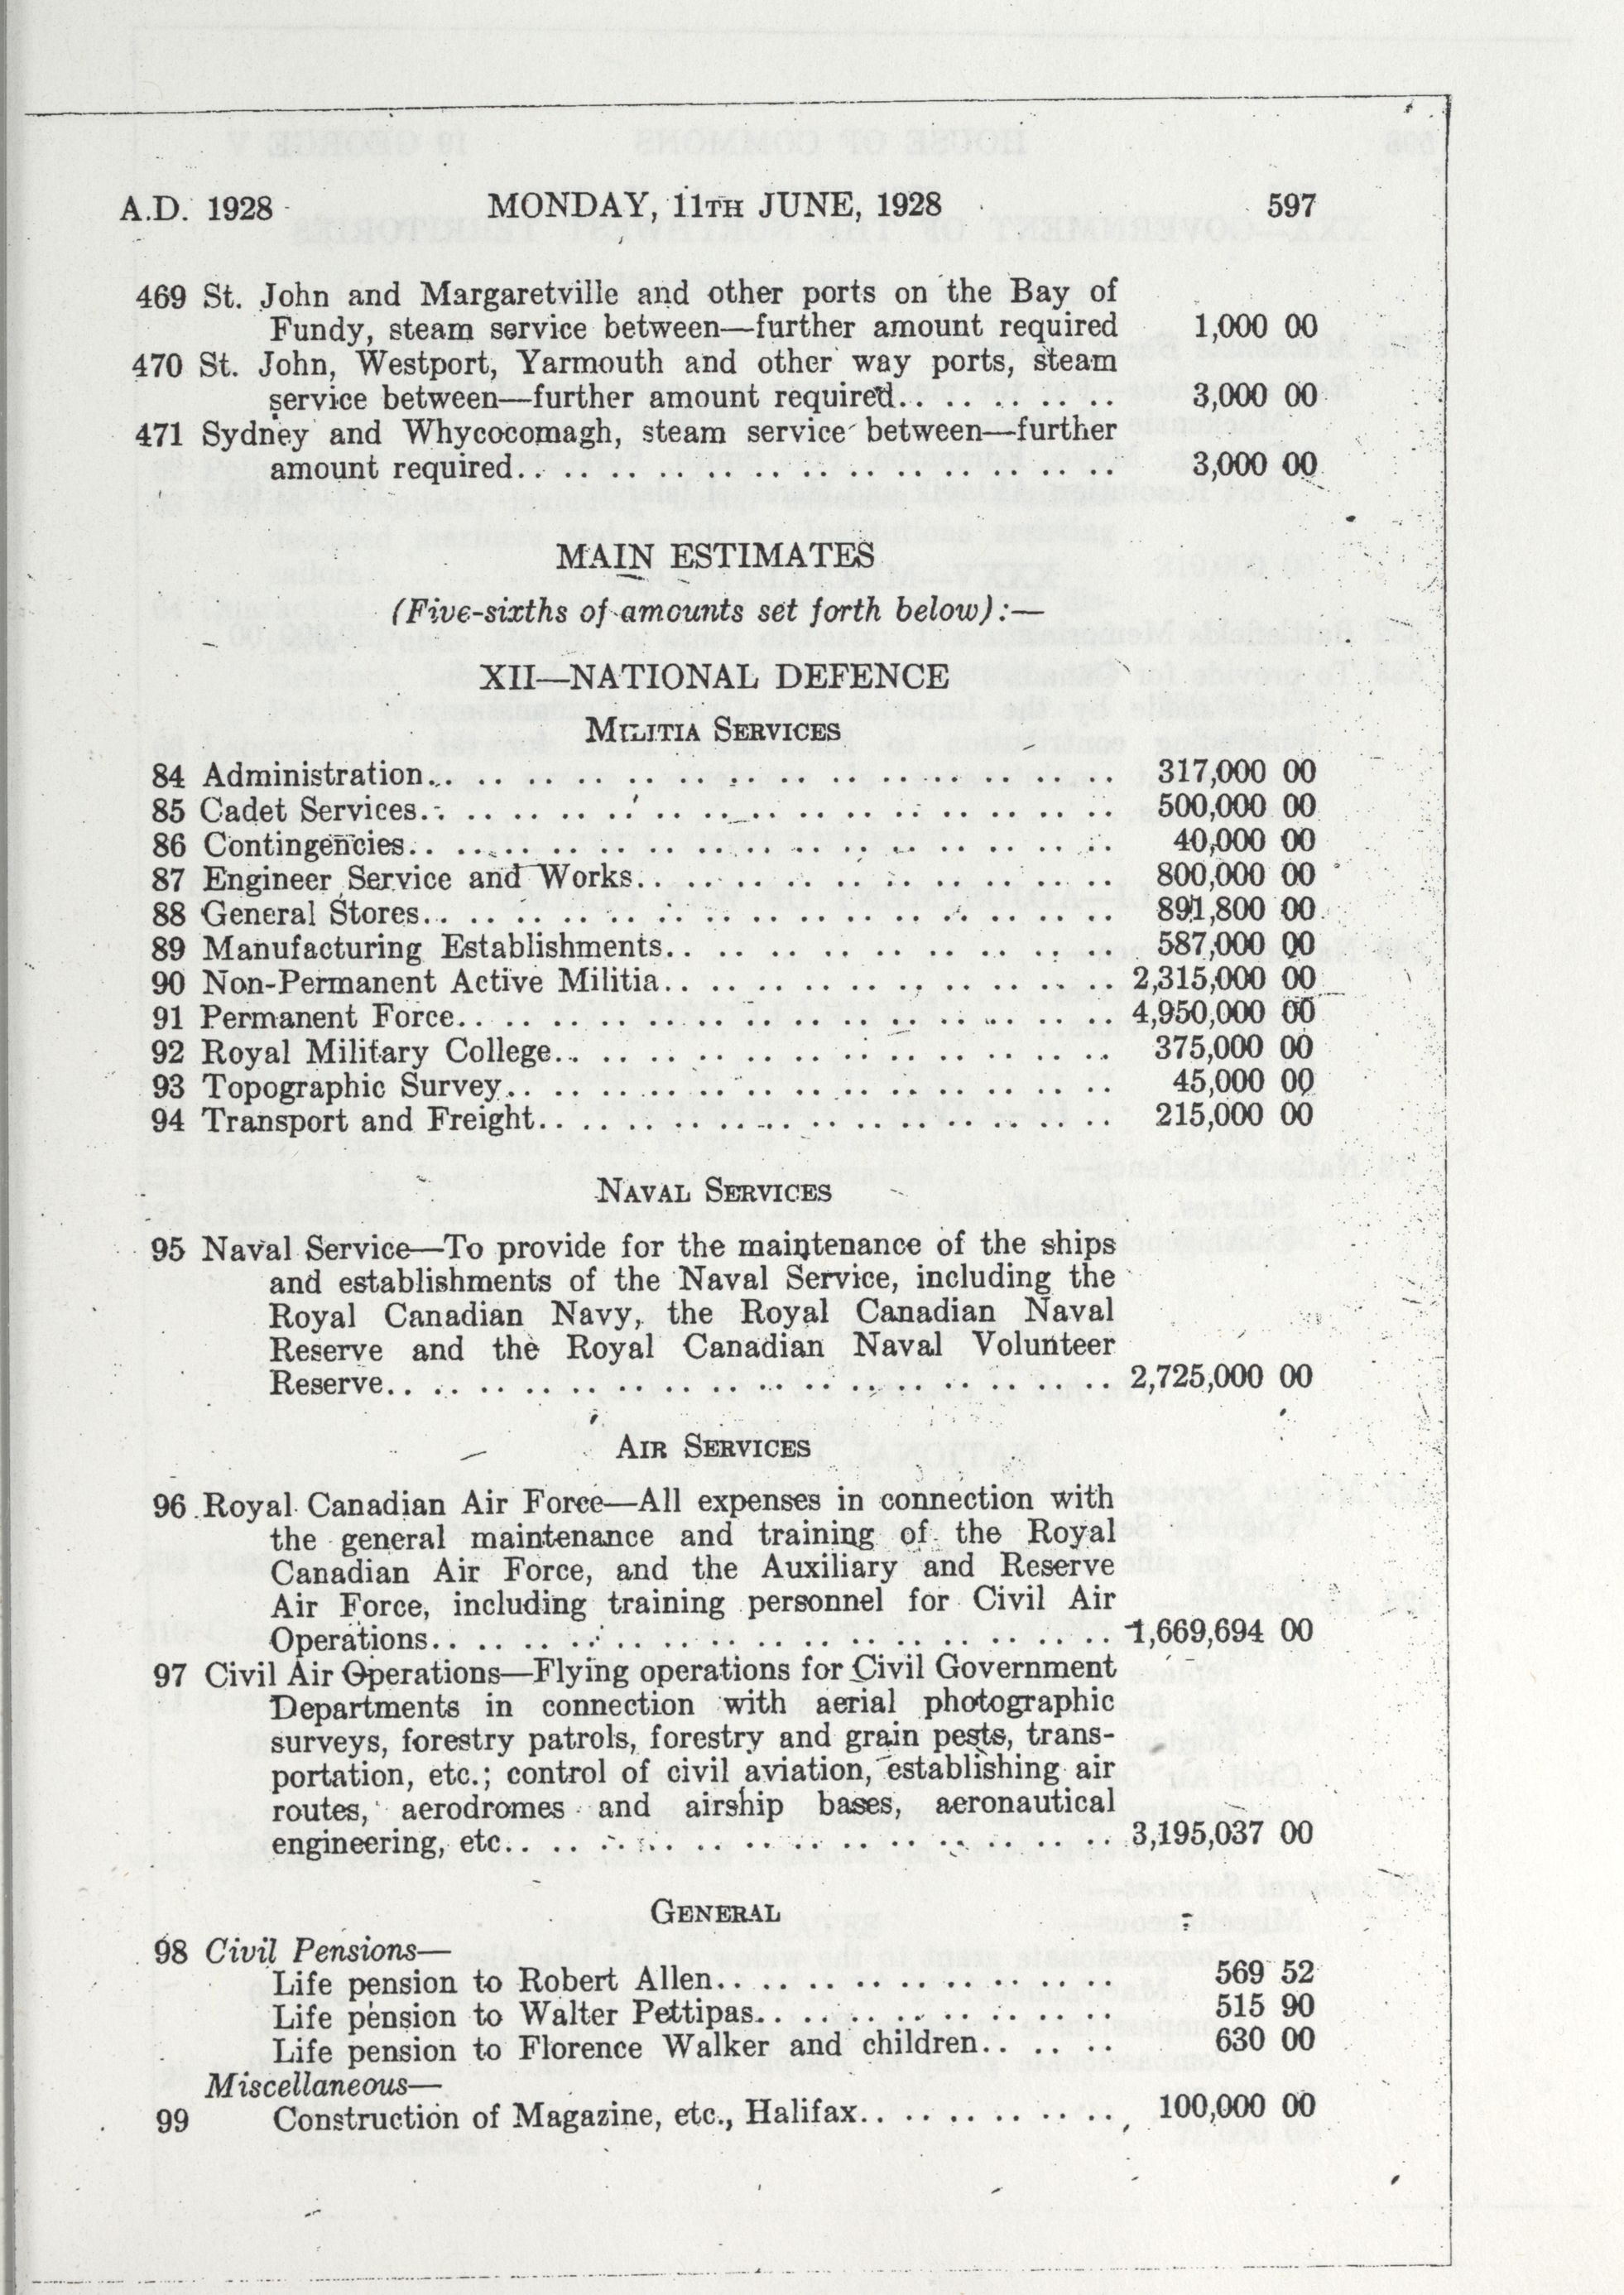 A.D. 1928 MONDAY, 11TH JUNE, 1928 597
469 St. John and Margaretville and other ports on the Bay of
Fundy, steam service between—further amount required 1,000 00
470 St. John, Westport, Yarmouth and other way ports, steam
service between—further amount required.. .. .. .. .. .. 3,000 00
471 Sydney and Whycocomagh, steam service between—further
amount required.. .. .. .. .. .. .. .. .. .. .. .. .. .. .. 3,000 00
MAIN ESTIMATES
(Five-sixths of amounts set forth below):—
XII—NATIONAL DEFENCE
MILITIA SERVICES
84 Administration.. .. .. .. .. .. .. .. .. .. .. .. .. .. .. .. 317,000 00
85 Cadet Services.. .. .. .. .. .. .. .. .. .. .. .. .. .. .. .. 500,000 00
86 Contingencies.. .. .. .. .. .. .. .. .. .. .. .. .. .. .. .. 40,000 00
87 Engineer Service and Works.. .. .. .. .. .. .. .. .. .. .. 800,000 00
88 General Stores.. .. .. .. .. .. .. .. .. .. .. .. .. .. .. .. 891,800 00
89 Manufacturing Establishments.. .. .. .. .. .. .. .. .. .. 587,000 00
90 Non-Permanent Active Militia.. .. .. .. .. .. .. .. .. .. 2,315,000 00
91 Permanent Force.. .. .. .. .. .. .. .. .. .. .. .. .. .. .. 4,950,000 00
92 Royal Military College.. .. .. .. .. .. .. .. .. .. .. .. .. 375,000 00
93 Topographic Survey.. .. .. .. .. .. .. .. .. .. .. .. .. .. 45,000 00
94 Transport and Freight.. .. .. .. .. .. .. .. .. .. .. .. .. 215,000 00
NAVAL SERVICES
95 Naval Service—To provide for the maintenance of the ships
and establishments of the Naval Service, including the
Royal Canadian Navy, the Royal Canadian Naval
Reserve and the Royal Canadian Naval Volunteer
Reserve.. .. .. .. .. .. .. .. .. .. .. .. .. .. .. .. .. 2,725,000 00
AIR SERVICES
96 Royal Canadian Air Force—All expenses in connection with
the general maintenance and training of the Royal
Canadian Air Force, and the Auxiliary and Reserve
Air Force, including training personnel for Civil Air
Operations.. .. .. .. .. .. .. .. .. .. .. .. .. .. .. .. 1,669,694 00
97 Civil Air Operations—Flying operations for Civil Government
Departments in connection with aerial photographic
surveys, forestry patrols, forestry and grain pests, trans-
portation, etc.; control of civil aviation, establishing air
routes, aerodromes and airship bases, aeronautical
engineering, etc.. .. .. .. .. .. .. .. .. .. .. .. .. .. 3,195,037 00
GENERAL
98 Civil Pensions—
Life pension to Robert Allen.. .. .. .. .. .. .. .. .. 569 52
Life pension to Walter Pettipas.. .. .. .. .. .. .. .. 515 90
Life pension to Florence Walker and children.. .. .. .. 630 00
Miscellaneous—
99 Construction of Magazine, etc., Halifax.. .. .. .. .. .. 100,000 00